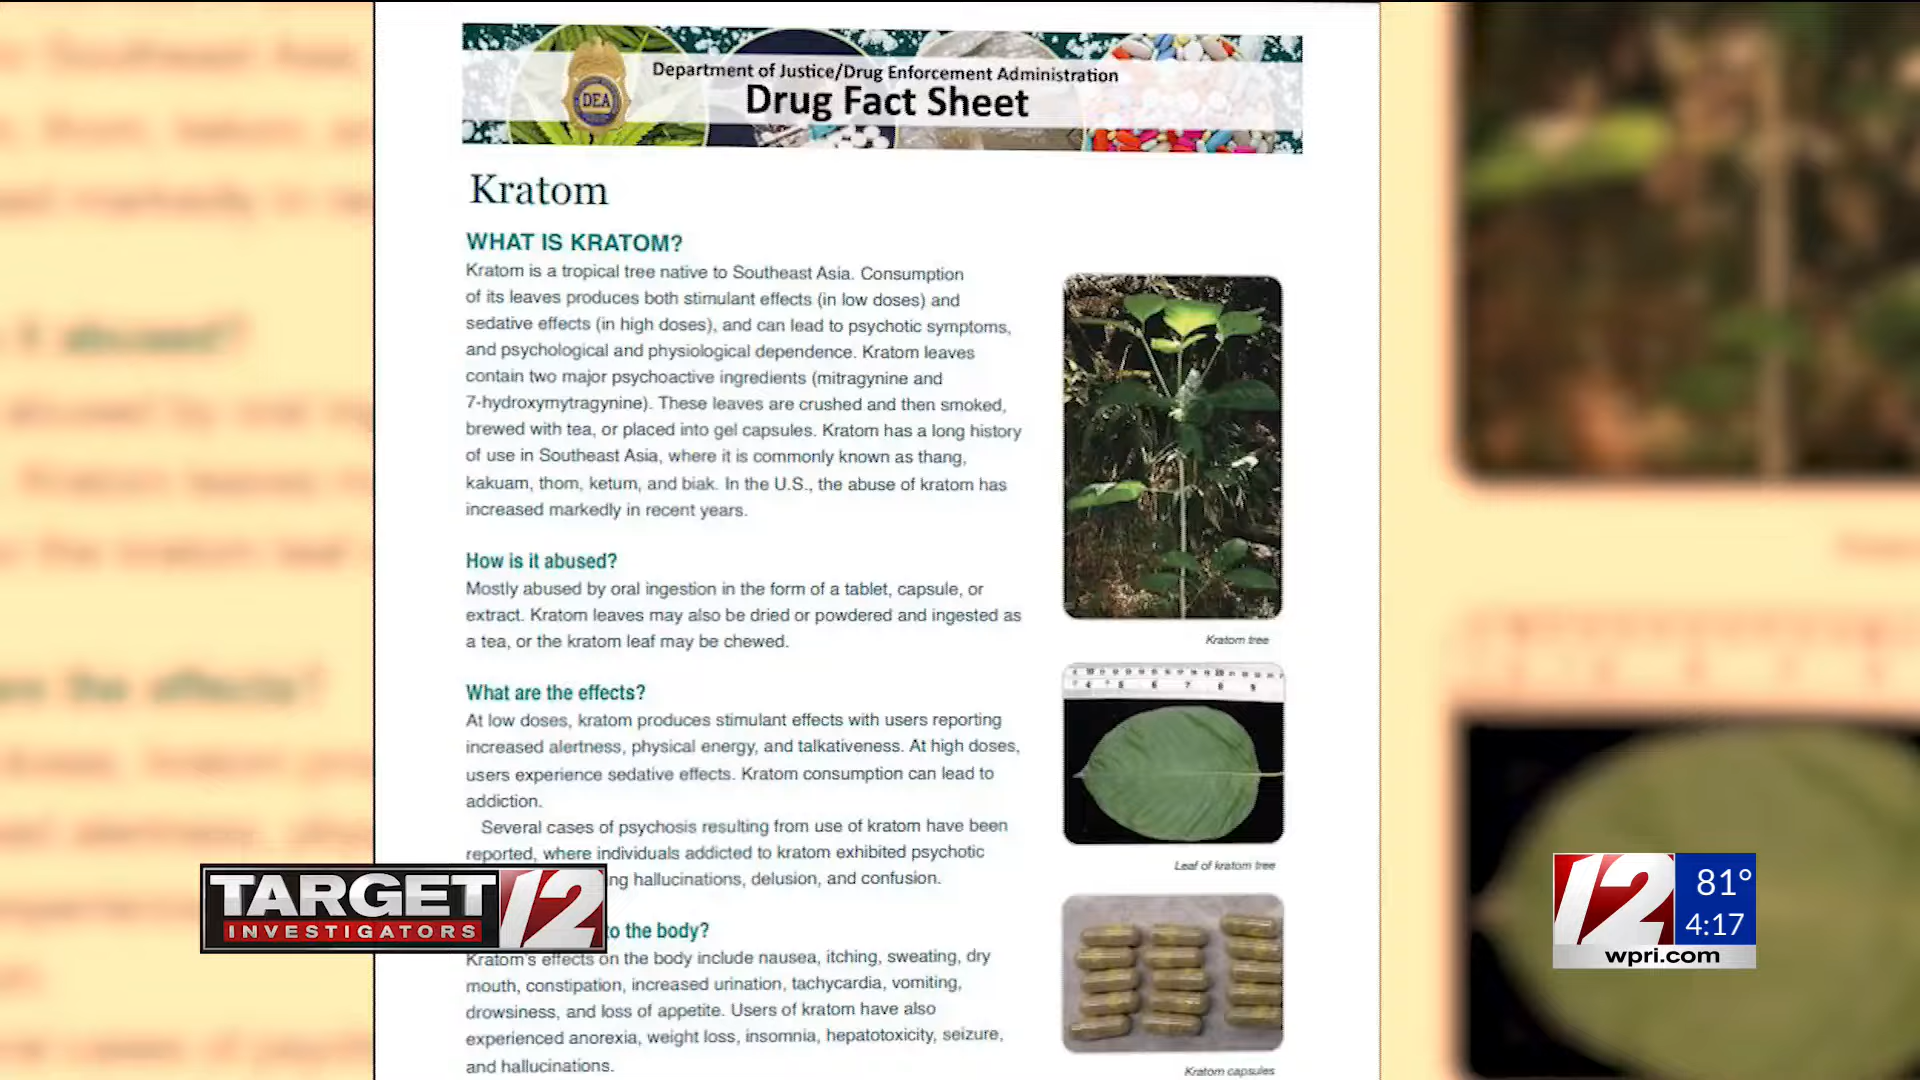 Department of Justice/Drug Enforcement Administration
DEA
Drug Fact Sheet
Kratom
WHAT IS KRATOM?
Kratom is a tropical tree native to Southeast Asia. Consumption
of its leaves produces both stimulant effects (in low doses) and
sedative effects (in high doses), and can lead to psychotic symptoms,
and psychological and physiological dependence. Kratom leaves
contain two major psychoactive ingredients (mitragynine and
7-hydroxymytragynine). These leaves are crushed and then smoked,
brewed with tea, or placed into gel capsules. Kratom has a long history
of use in Southeast Asia, where it is commonly known as thang,
kakuam, thom, ketum, and biak. In the U.S., the abuse of kratom has
increased markedly in recent years.
How is it abused?
Mostly abused by oral ingestion in the form of a tablet, capsule, or
extract. Kratom leaves may also be dried or powdered and ingested as
a tea, or the kratom leaf may be chewed.
What are the effects?
At low doses, kratom produces stimulant effects with users reporting
increased alertness, physical energy, and talkativeness. At high doses,
users experience sedative effects. Kratom consumption can lead to
addiction.
Several cases of psychosis resulting from use of kratom have been
reported, where individuals addicted to kratom exhibited psychotic
ng hallucinations, delusion, and confusion.
to the body?
Kratom's effects on the body include nausea, itching, sweating, dry
mouth, constipation, increased urination, tachycardia, vomiting,
drowsiness, and loss of appetite. Users of kratom have also
experienced anorexia, weight loss, insomnia, hepatotoxicity, seizure,
and hallucinations.
Kratom tree
4 5 6 7 8 9
Leaf of kratom tree
Kratom capsules
TARGET 12
INVESTIGATORS
12
81°
4:17
wpri.com